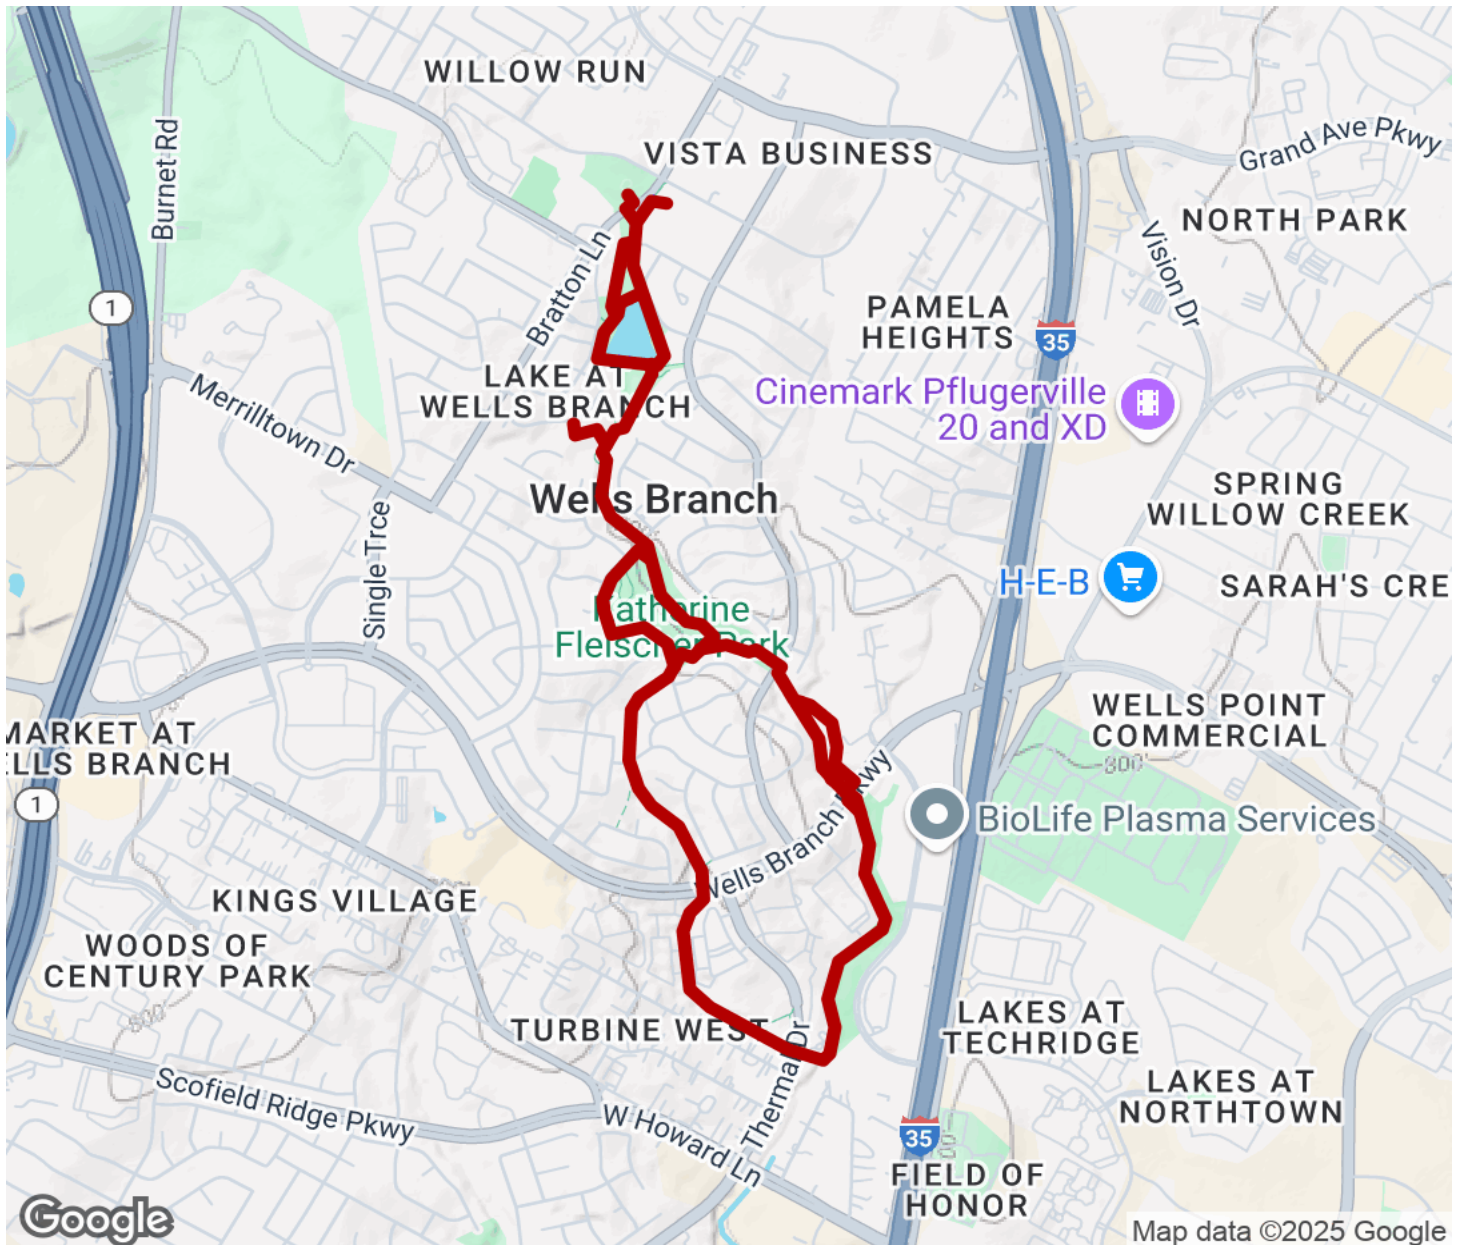 WILLOW RUN
VISTA BUSINESS
Grand Ave Pkwy
Burnet Rd
NORTH PARK
Vision Dr
Bratton Ln
1
PAMELA
HEIGHTS
35
LAKE AT
WELLS BRANCH
Cinemark Pflugerville
20 and XD
Merrilltown Dr
Wells Branch
SPRING
WILLOW CREEK
Single Trce
H-E-B
SARAH'S CRE
Katherine
Fleischer Park
MARKET AT
ELLS BRANCH
WELLS POINT
COMMERCIAL
800'
1
BioLife Plasma Services
Wells Branch Pkwy
KINGS VILLAGE
WOODS OF
CENTURY PARK
800'
TURBINE WEST
LAKES AT
TECHRIDGE
Thermal Dr
Scofield Ridge Pkwy
W Howard Ln
LAKES AT
NORTHTOWN
35
FIELD OF
HONOR
Google
Map data ©2025 Google